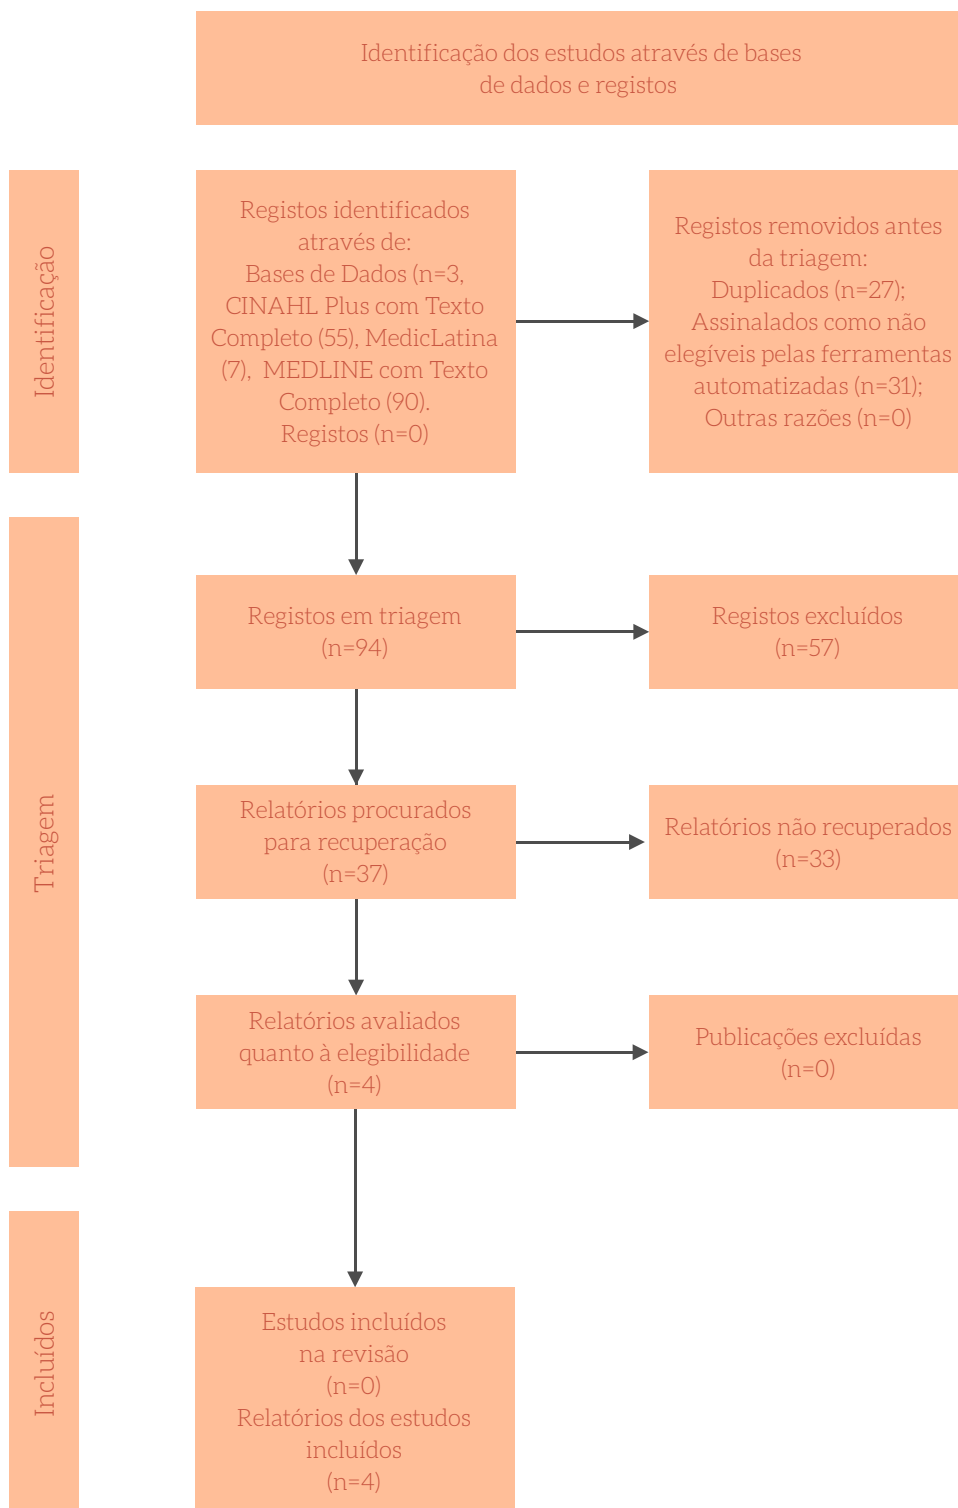 Identificação dos estudos através de bases
de dados e registos
Identificação
Registos identificados
através de:
Bases de Dados (n=3,
CINAHL Plus com Texto
Completo (55), MedicLatina
(7), MEDLINE com Texto
Completo (90).
Registos (n=0)
Registos removidos antes
da triagem:
Duplicados (n=27);
Assinalados como não
elegíveis pelas ferramentas
automatizadas (n=31);
Outras razões (n=0)
Triagem
Registos em triagem
(n=94)
Registos excluídos
(n=57)
Relatórios procurados
para recuperação
(n=37)
Relatórios não recuperados
(n=33)
Relatórios avaliados
quanto à elegibilidade
(n=4)
Publicações excluídas
(n=0)
Incluídos
Estudos incluídos
na revisão
(n=0)
Relatórios dos estudos
incluídos
(n=4)